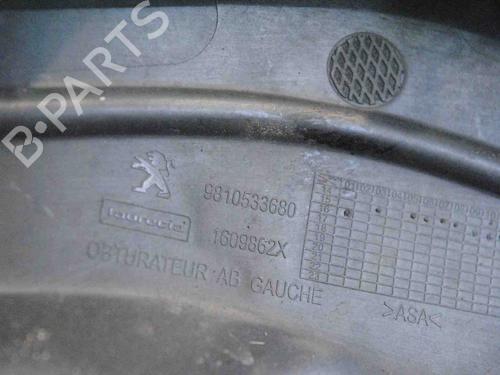 B-PARTS
9810533680
faurecia
1609862X
OBTURATEUR AB GAUCHE
>ASA<